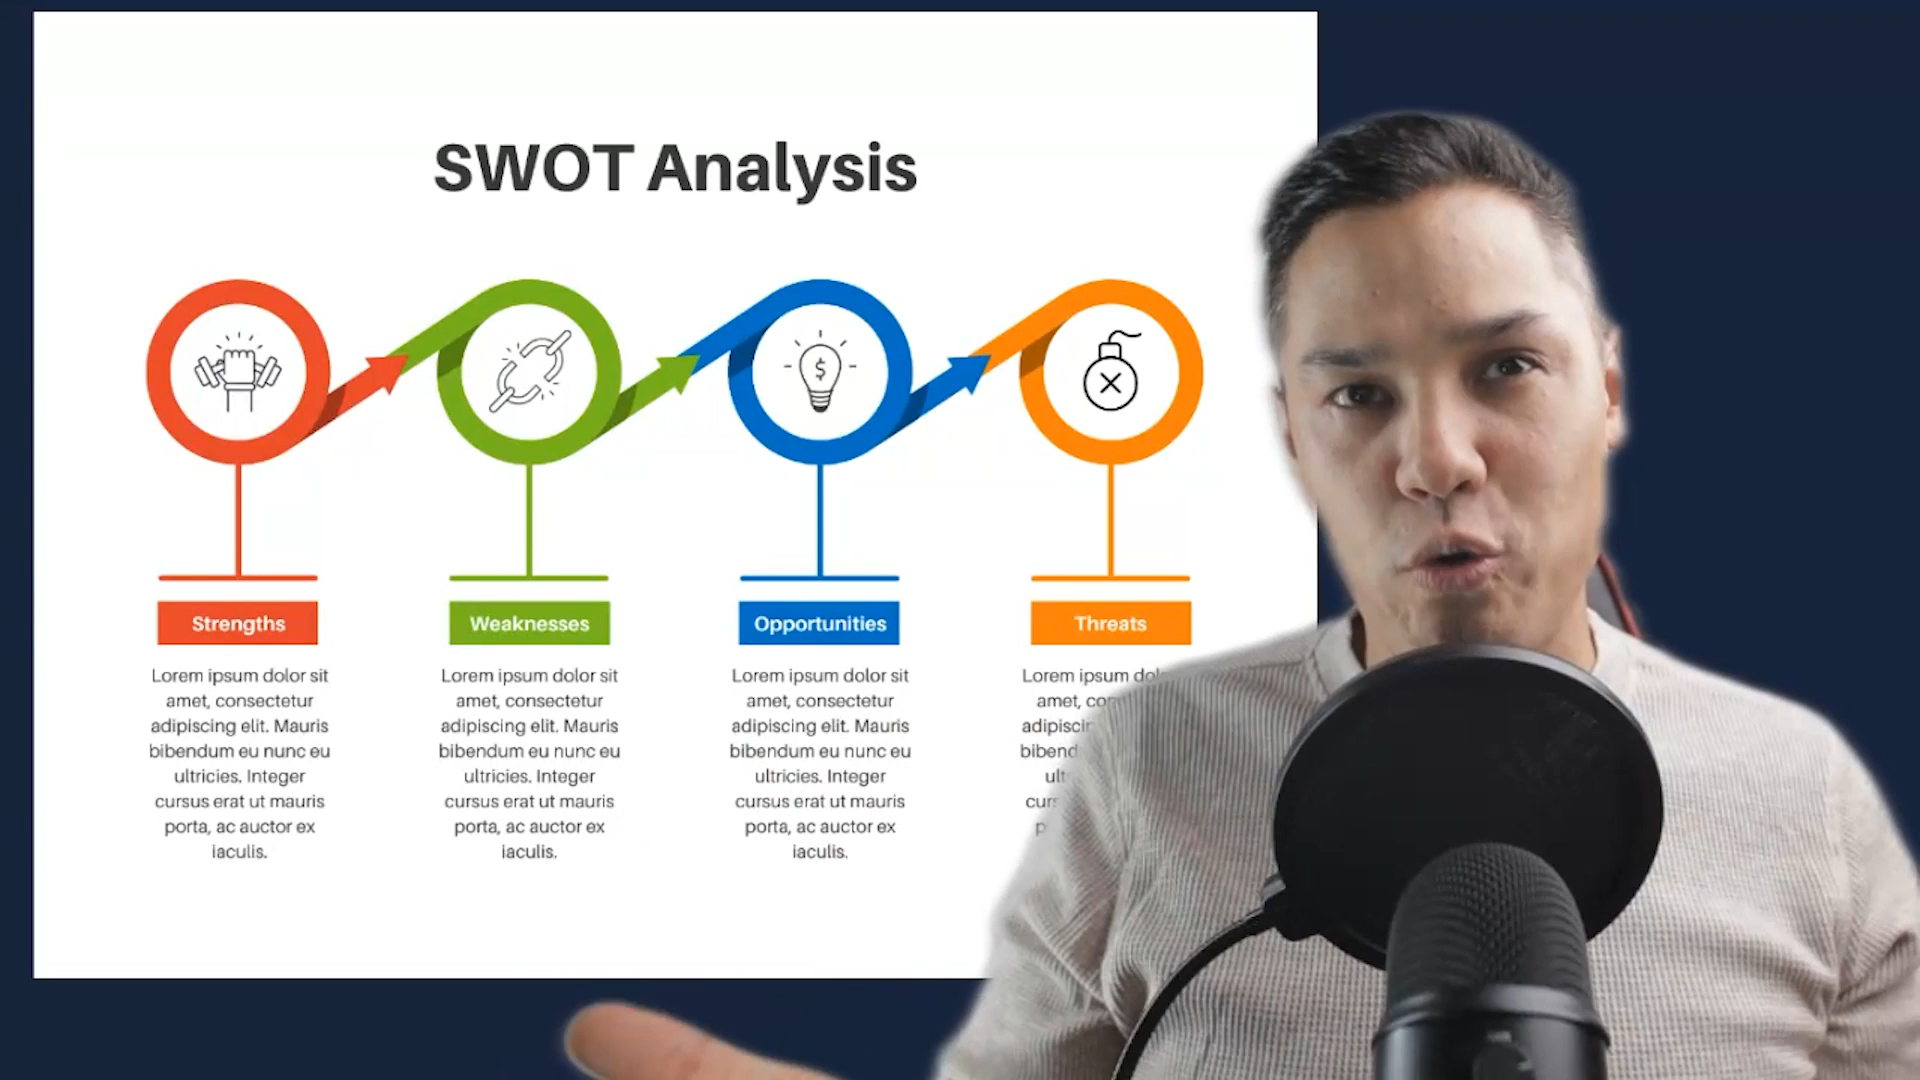 SWOT Analysis
Strengths
Lorem ipsum dolor sit
amet, consectetur
adipiscing elit. Mauris
bibendum eu nunc eu
ultricies. Integer
cursus erat ut mauris
porta, ac auctor ex
iaculis.
Weaknesses
Lorem ipsum dolor sit
amet, consectetur
adipiscing elit. Mauris
bibendum eu nunc eu
ultricies. Integer
cursus erat ut mauris
porta, ac auctor ex
iaculis.
Opportunities
Lorem ipsum dolor sit
amet, consectetur
adipiscing elit. Mauris
bibendum eu nunc eu
ultricies. Integer
cursus erat ut mauris
porta, ac auctor ex
iaculis.
Threats
Lorem ipsum
amet,